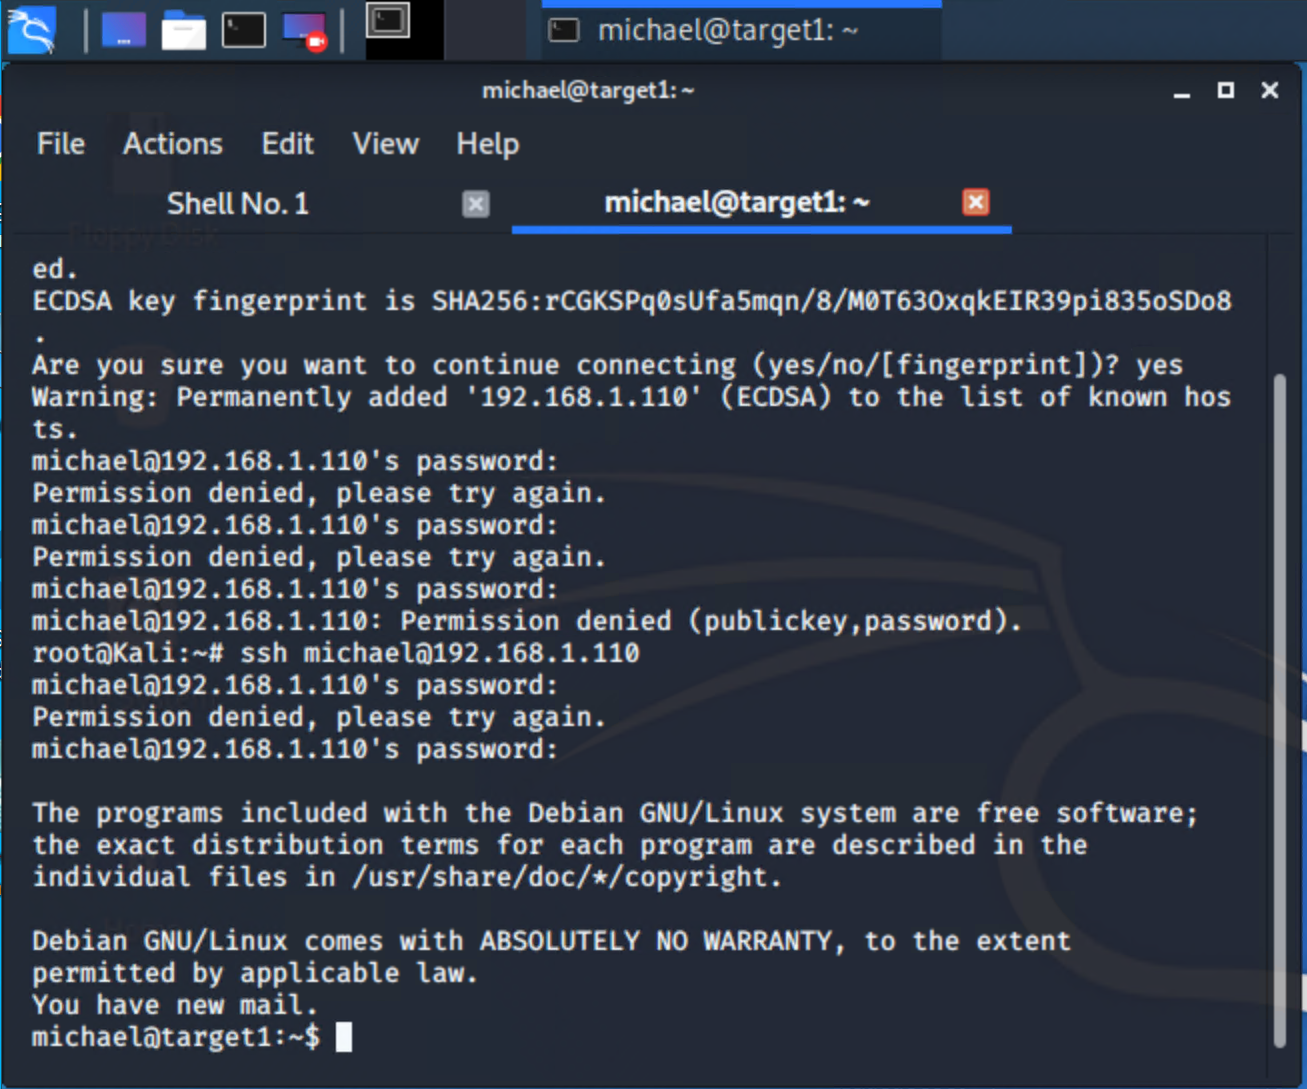 michael@target1: ~
michael@target1: ~
File Actions Edit View Help
Shell No. 1
michael@target1: ~
ed.
ECDSA key fingerprint is SHA256:rCGKSPq0sUfa5mqn/8/M0T63OxqkEIR39pi835oSDo8
.
Are you sure you want to continue connecting (yes/no/[fingerprint])? yes
Warning: Permanently added '192.168.1.110' (ECDSA) to the list of known hos
ts.
michael@192.168.1.110's password:
Permission denied, please try again.
michael@192.168.1.110's password:
Permission denied, please try again.
michael@192.168.1.110's password:
michael@192.168.1.110: Permission denied (publickey,password).
root@Kali:~# ssh michael@192.168.1.110
michael@192.168.1.110's password:
Permission denied, please try again.
michael@192.168.1.110's password:
The programs included with the Debian GNU/Linux system are free software;
the exact distribution terms for each program are described in the
individual files in /usr/share/doc/*/copyright.
Debian GNU/Linux comes with ABSOLUTELY NO WARRANTY, to the extent
permitted by applicable law.
You have new mail.
michael@target1:~$